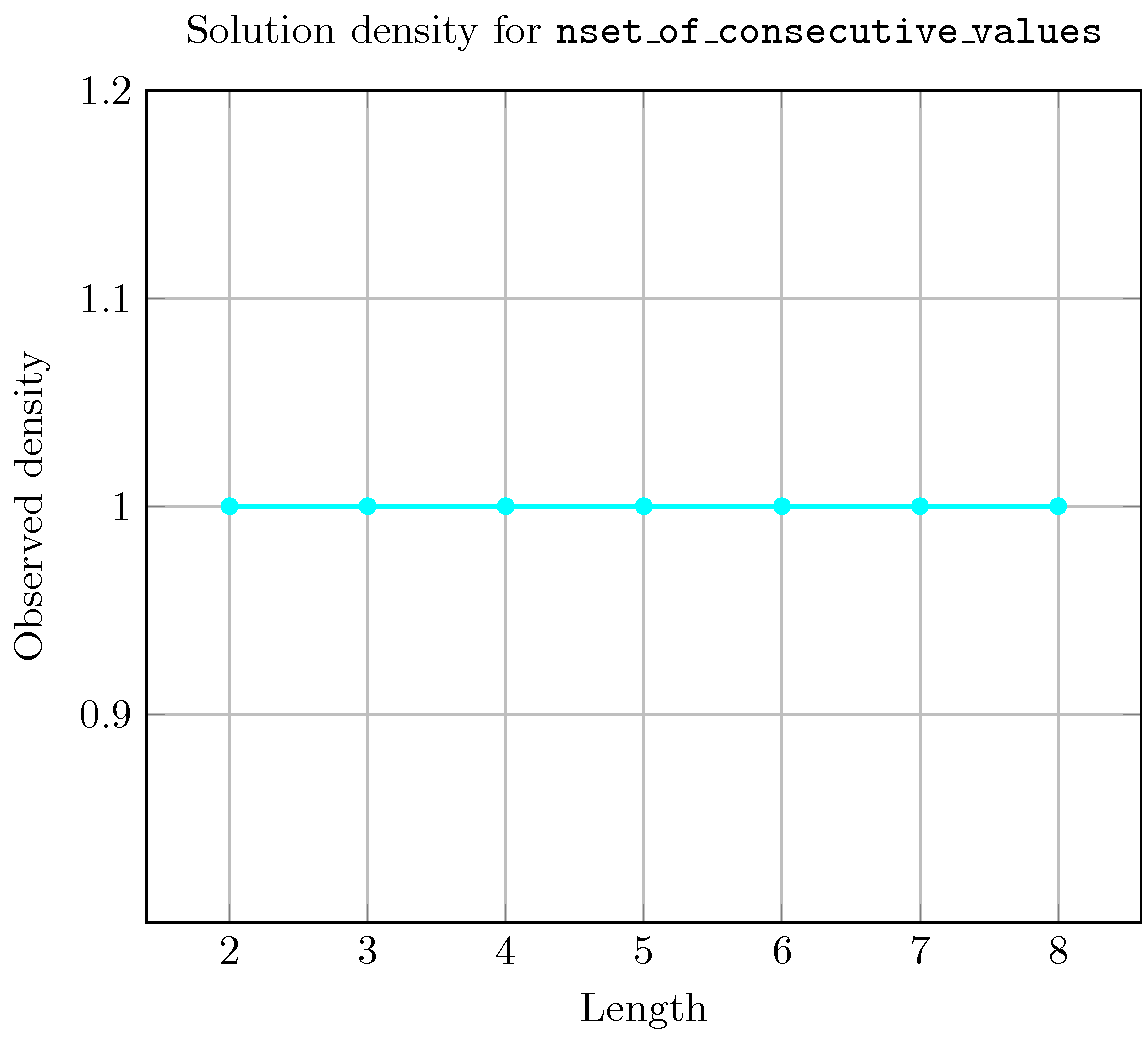 Solution density for nset_of_consecutive_values
1.2
1.1
1
0.9
Observed density
2 3 4 5 6 7 8
Length